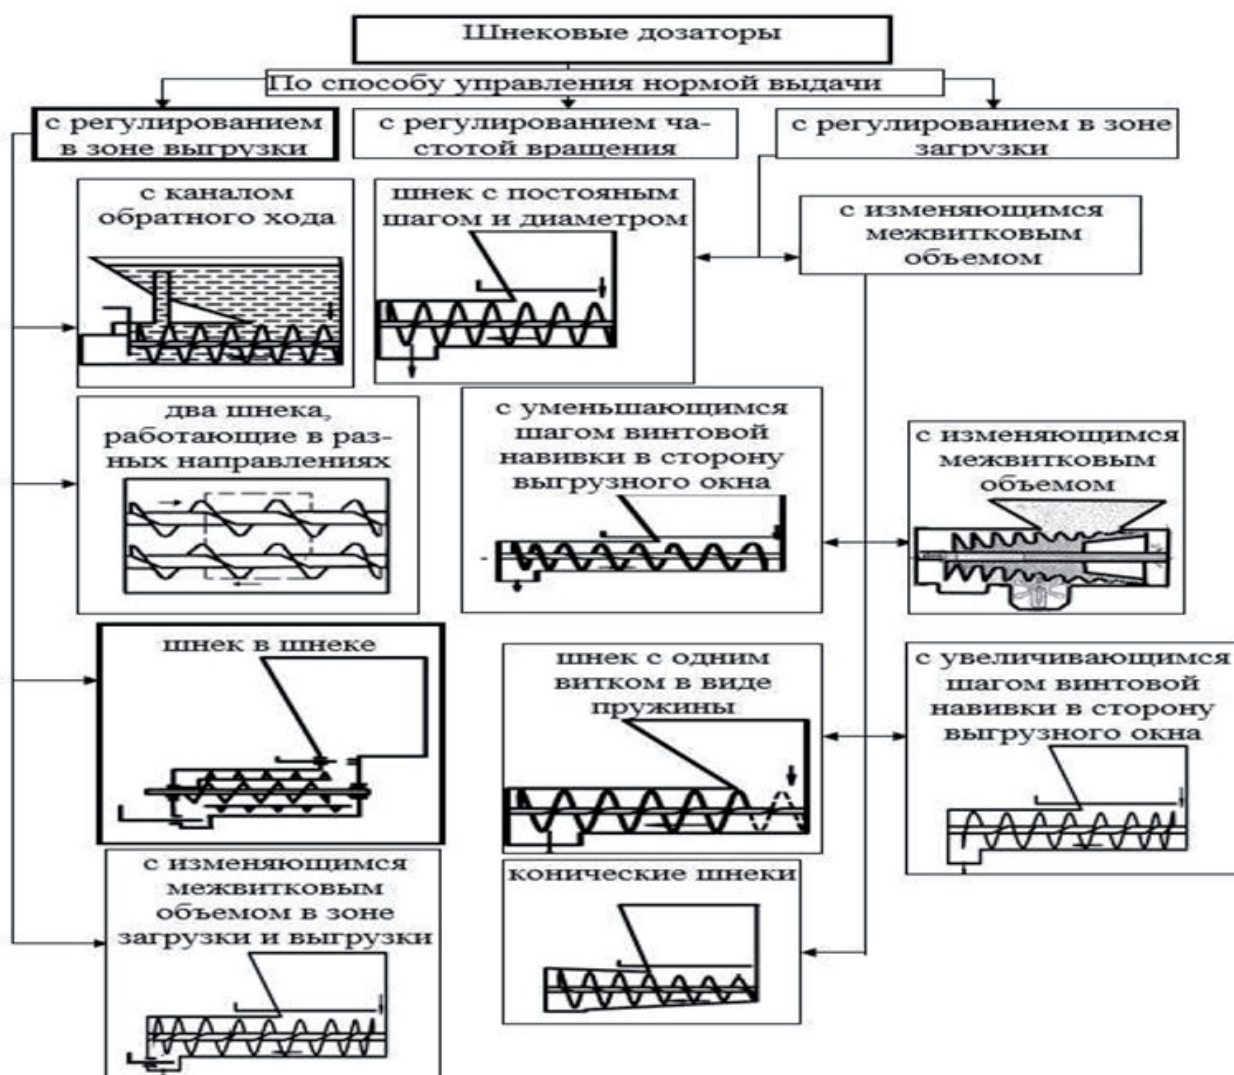 Шнековые дозаторы
По способу управления нормой выдачи
с регулированием
в зоне выгрузки
с регулированием ча-
стотой вращения
с регулированием в зоне
загрузки
с каналом
обратного хода
шнек с постояным
шагом и диаметром
с изменяющимся
межвитковым
объемом
два шнека,
работающие в раз-
ных направлениях
с уменьшающимся
шагом винтовой
навивки в сторону
выгрузного окна
с изменяющимся
межвитковым
объемом
шнек в шнеке
шнек с одним
витком в виде
пружины
с увеличивающимся
шагом винтовой
навивки в сторону
выгрузного окна
с изменяющимся
межвитковым
объемом в зоне
загрузки и выгрузки
конические шнеки